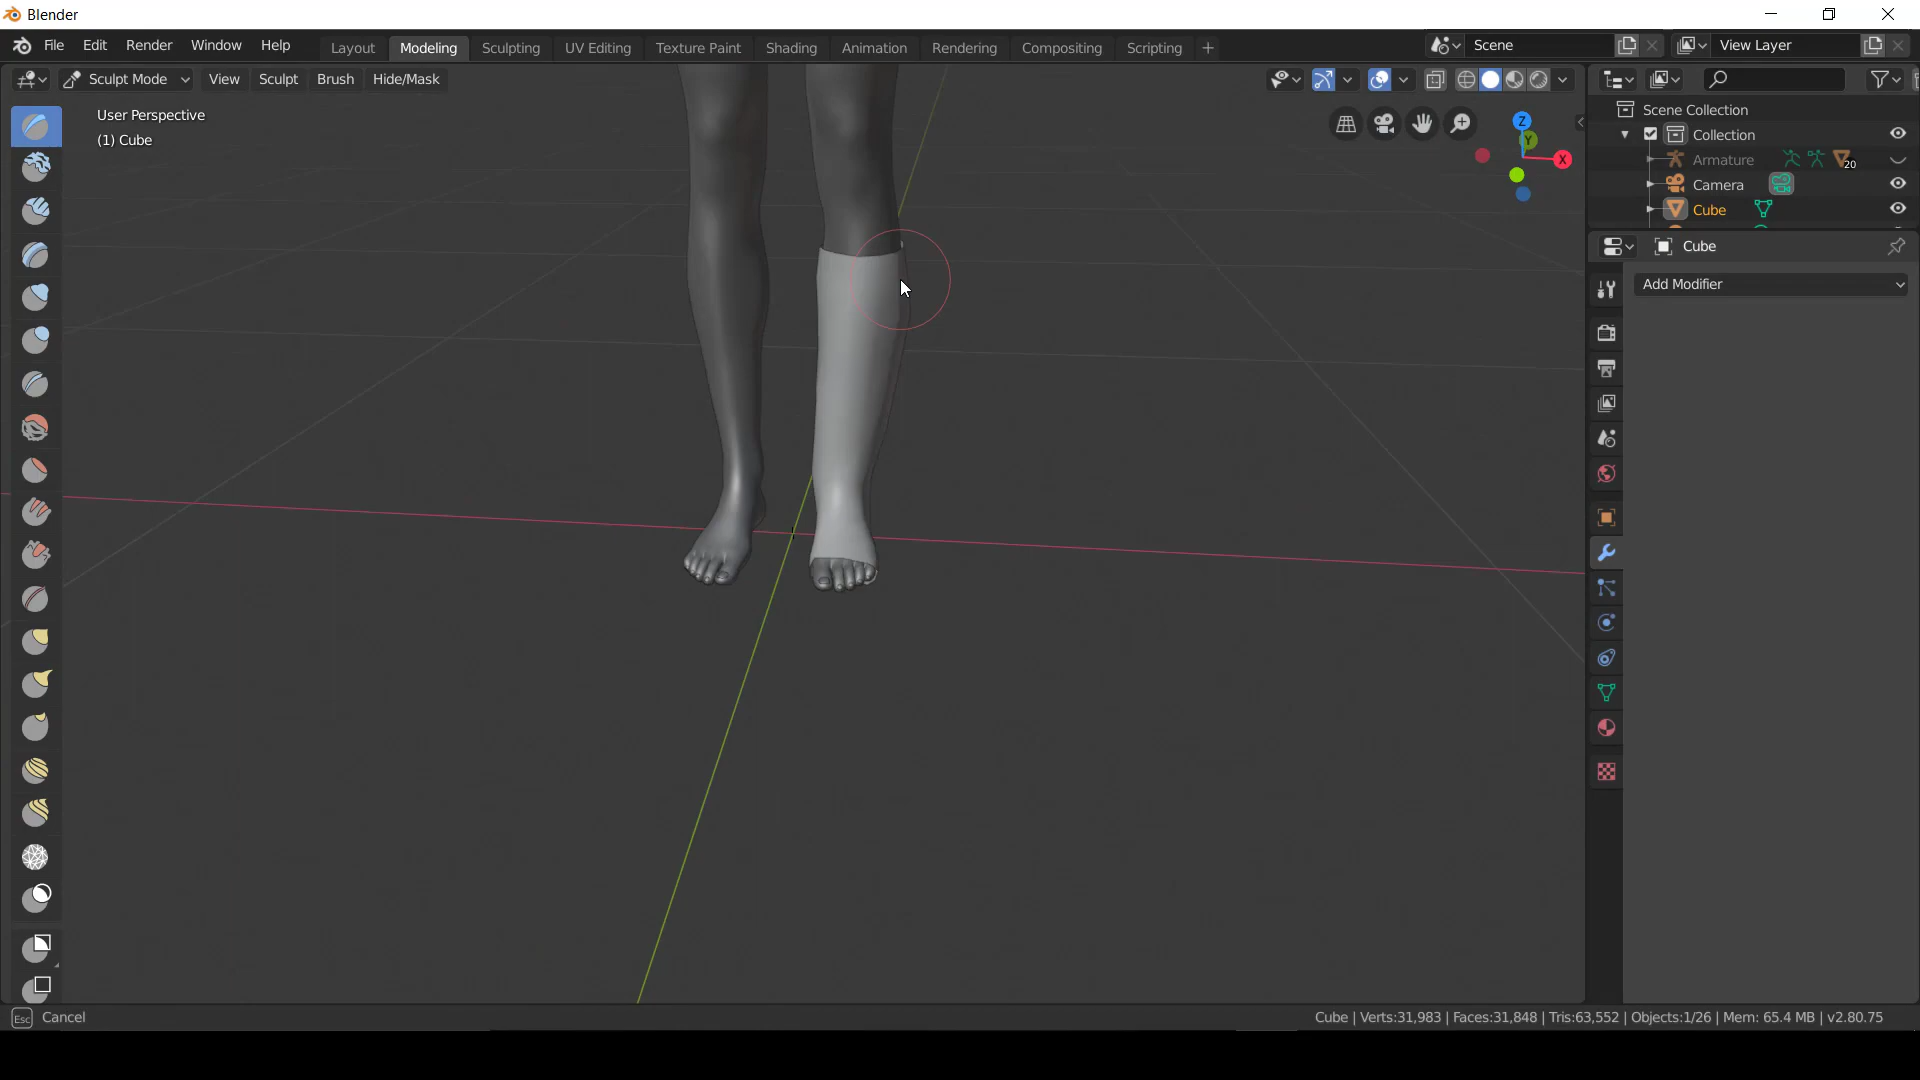 Blender
File Edit Render Window Help Layout Modeling Sculpting UV Editing Texture Paint Shading Animation Rendering Compositing Scripting + Scene View Layer
Sculpt Mode View Sculpt Brush Hide/Mask
User Perspective
(1) Cube
Z
Y
X
Scene Collection
Collection
Armature 20
Camera
Cube
Cube
Add Modifier
Esc Cancel
Cube | Verts:31,983 | Faces:31,848 | Tris:63,552 | Objects:1/26 | Mem: 65.4 MB | v2.80.75